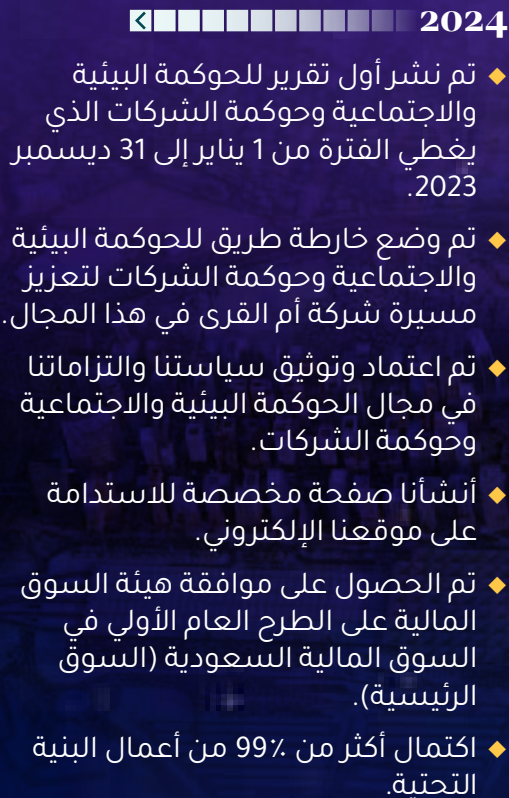 2024
تم نشر أول تقرير للحوكمة البيئية
والاجتماعية وحوكمة الشركات الذي
يغطي الفترة من 1 يناير إلى 31 ديسمبر
2023.
تم وضع خارطة طريق للحوكمة البيئية
والاجتماعية وحوكمة الشركات لتعزيز
مسيرة شركة أم القرى في هذا المجال.
تم اعتماد وتوثيق سياستنا والتزاماتنا
في مجال الحوكمة البيئية والاجتماعية
وحوكمة الشركات.
أنشأنا صفحة مخصصة للاستدامة
على موقعنا الإلكتروني.
تم الحصول على موافقة هيئة السوق
المالية على الطرح العام الأولي في
السوق المالية السعودية (السوق
الرئيسية).
اكتمال أكثر من 99٪ من أعمال البنية
التحتية.